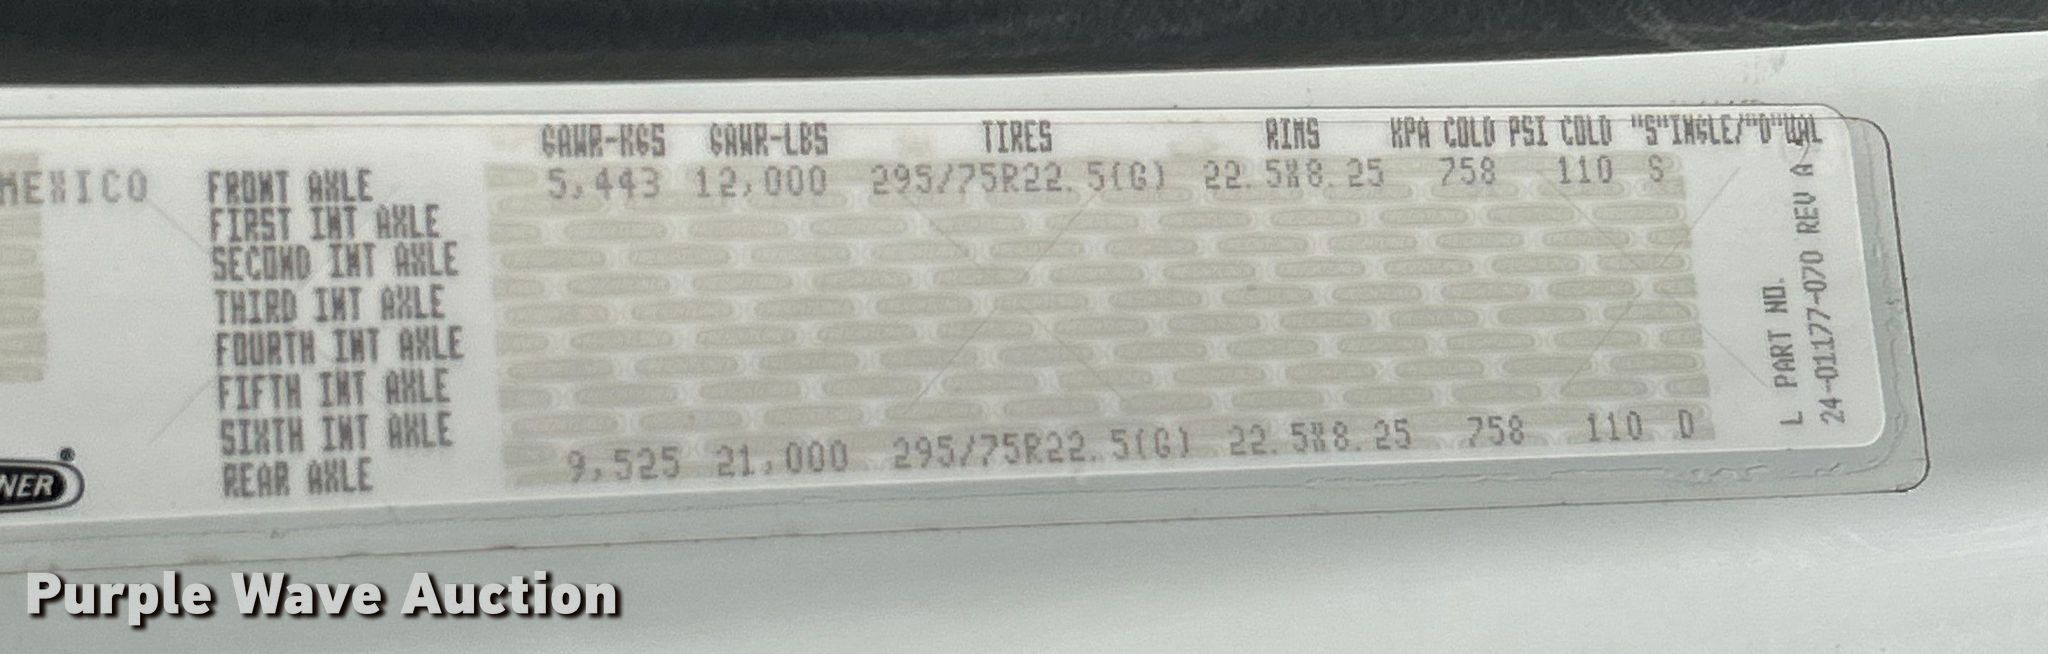 GAWR-KGS GAWR-LBS TIRES RIMS KPA COLD PSI COLD "S"INGLE/"D"UAL
MEXICO FRONT AXLE 5,443 12,000 295/75R22.5(G) 22.5X8.25 758 110 S
FIRST INT AXLE
SECOND INT AXLE
THIRD INT AXLE
FOURTH INT AXLE
FIFTH INT AXLE
SIXTH INT AXLE
REAR AXLE 9,525 21,000 295/75R22.5(G) 22.5X8.25 758 110 D
L PART NO.
24-01177-070 REV A
NER®
Purple Wave Auction